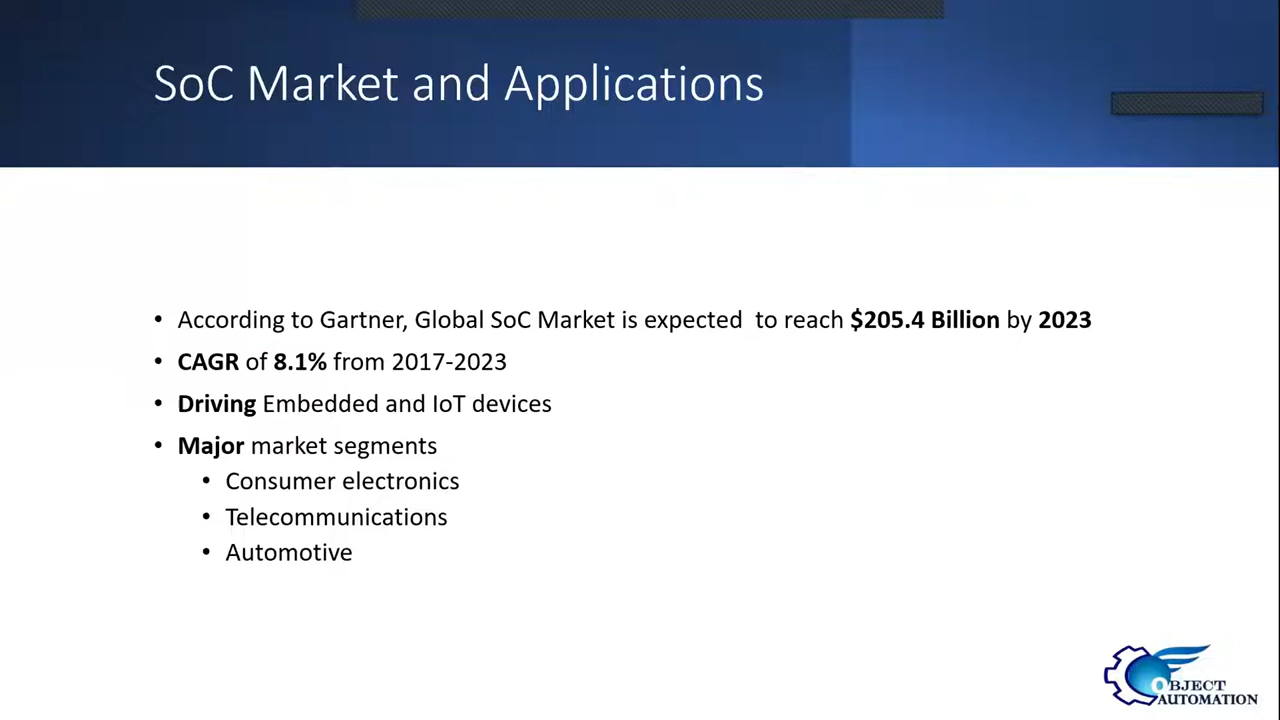 SoC Market and Applications
• According to Gartner, Global SoC Market is expected  to reach $205.4 Billion by 2023
• CAGR of 8.1% from 2017-2023
• Driving Embedded and IoT devices
• Major market segments
• Consumer electronics
• Telecommunications
• Automotive
OBJECT
AUTOMATION